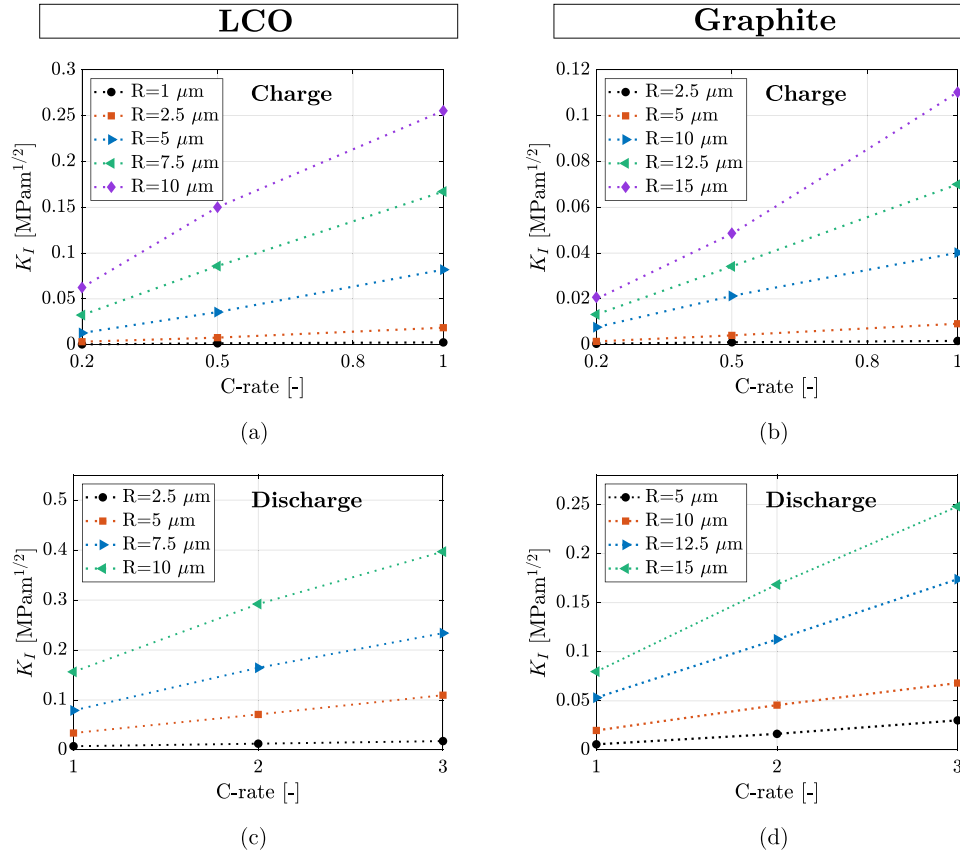 LCO
Graphite
0.3
0.25
0.2
0.15
0.1
0.05
0
K_I [MPam^{1/2}]
R=1 μm
R=2.5 μm
R=5 μm
R=7.5 μm
R=10 μm
Charge
0.2 0.5 0.8 1
C-rate [-]
(a)
0.12
0.1
0.08
0.06
0.04
0.02
0
K_I [MPam^{1/2}]
R=2.5 μm
R=5 μm
R=10 μm
R=12.5 μm
R=15 μm
Charge
0.2 0.5 0.8 1
C-rate [-]
(b)
0.5
0.4
0.3
0.2
0.1
0
K_I [MPam^{1/2}]
R=2.5 μm
R=5 μm
R=7.5 μm
R=10 μm
Discharge
1 2 3
C-rate [-]
(c)
0.25
0.2
0.15
0.1
0.05
0
K_I [MPam^{1/2}]
R=5 μm
R=10 μm
R=12.5 μm
R=15 μm
Discharge
1 2 3
C-rate [-]
(d)